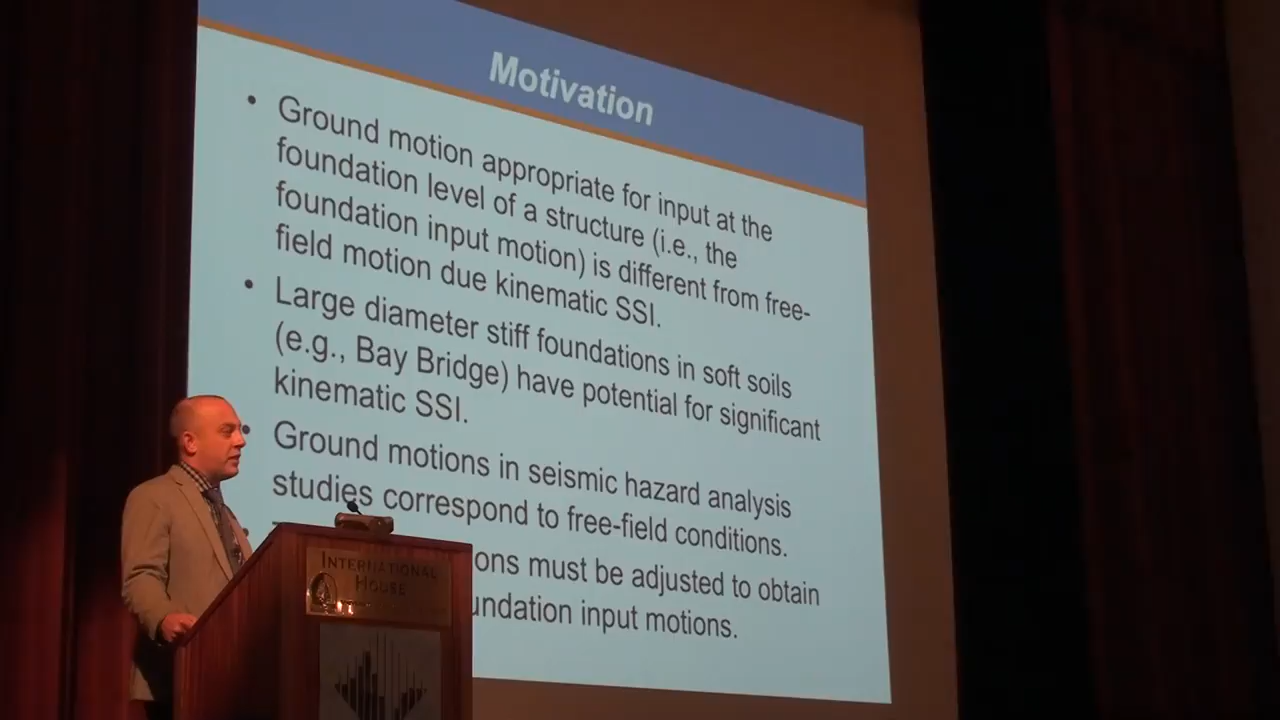 Motivation
• Ground motion appropriate for input at the
foundation level of a structure (i.e., the
foundation input motion) is different from free-
field motion due kinematic SSI.
• Large diameter stiff foundations in soft soils
(e.g., Bay Bridge) have potential for significant
kinematic SSI.
• Ground motions in seismic hazard analysis
studies correspond to free-field conditions.
must be adjusted to obtain
input motions.
INTERNATIONAL
HOUSE